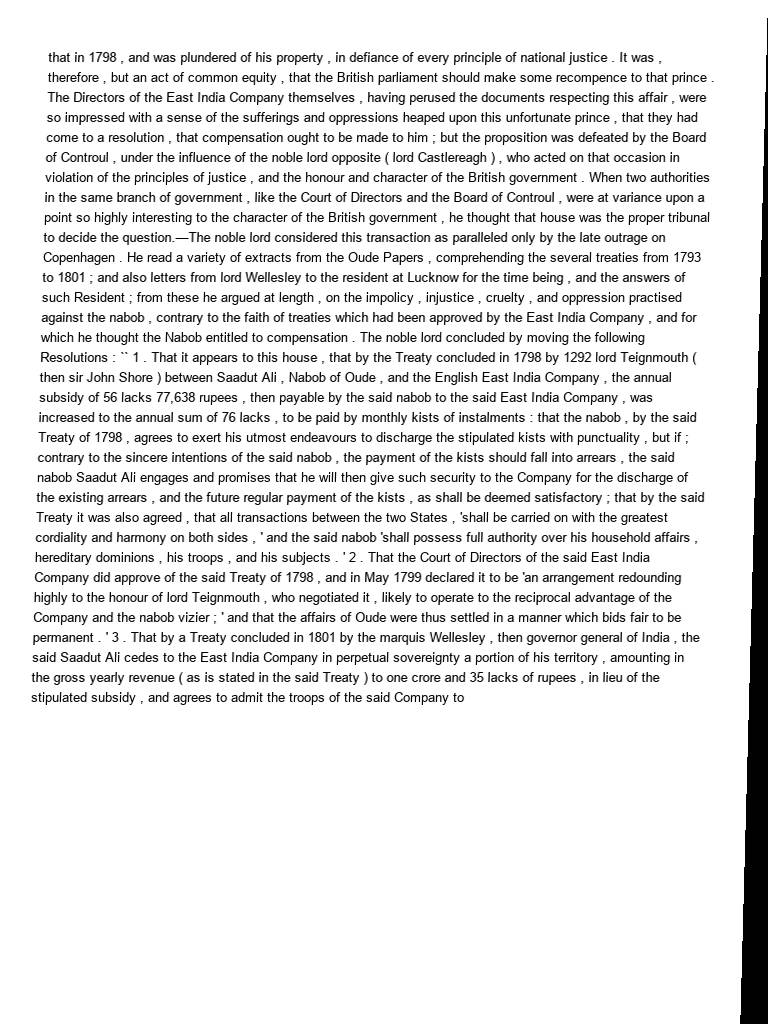 that in 1798 , and was plundered of his property , in defiance of every principle of national justice . It was ,
therefore , but an act of common equity , that the British parliament should make some recompence to that prince .
The Directors of the East India Company themselves , having perused the documents respecting this affair , were
so impressed with a sense of the sufferings and oppressions heaped upon this unfortunate prince , that they had
come to a resolution , that compensation ought to be made to him ; but the proposition was defeated by the Board
of Controul , under the influence of the noble lord opposite ( lord Castlereagh ) , who acted on that occasion in
violation of the principles of justice , and the honour and character of the British government . When two authorities
in the same branch of government , like the Court of Directors and the Board of Controul , were at variance upon a
point so highly interesting to the character of the British government , he thought that house was the proper tribunal
to decide the question.—The noble lord considered this transaction as paralleled only by the late outrage on
Copenhagen . He read a variety of extracts from the Oude Papers , comprehending the several treaties from 1793
to 1801 ; and also letters from lord Wellesley to the resident at Lucknow for the time being , and the answers of
such Resident ; from these he argued at length , on the impolicy , injustice , cruelty , and oppression practised
against the nabob , contrary to the faith of treaties which had been approved by the East India Company , and for
which he thought the Nabob entitled to compensation . The noble lord concluded by moving the following
Resolutions : `` 1 . That it appears to this house , that by the Treaty concluded in 1798 by 1292 lord Teignmouth (
then sir John Shore ) between Saadut Ali , Nabob of Oude , and the English East India Company , the annual
subsidy of 56 lacks 77,638 rupees , then payable by the said nabob to the said East India Company , was
increased to the annual sum of 76 lacks , to be paid by monthly kists of instalments : that the nabob , by the said
Treaty of 1798 , agrees to exert his utmost endeavours to discharge the stipulated kists with punctuality , but if ;
contrary to the sincere intentions of the said nabob , the payment of the kists should fall into arrears , the said
nabob Saadut Ali engages and promises that he will then give such security to the Company for the discharge of
the existing arrears , and the future regular payment of the kists , as shall be deemed satisfactory ; that by the said
Treaty it was also agreed , that all transactions between the two States , 'shall be carried on with the greatest
cordiality and harmony on both sides , ' and the said nabob 'shall possess full authority over his household affairs ,
hereditary dominions , his troops , and his subjects . ' 2 . That the Court of Directors of the said East India
Company did approve of the said Treaty of 1798 , and in May 1799 declared it to be 'an arrangement redounding
highly to the honour of lord Teignmouth , who negotiated it , likely to operate to the reciprocal advantage of the
Company and the nabob vizier ; ' and that the affairs of Oude were thus settled in a manner which bids fair to be
permanent . ' 3 . That by a Treaty concluded in 1801 by the marquis Wellesley , then governor general of India , the
said Saadut Ali cedes to the East India Company in perpetual sovereignty a portion of his territory , amounting in
the gross yearly revenue ( as is stated in the said Treaty ) to one crore and 35 lacks of rupees , in lieu of the
stipulated subsidy , and agrees to admit the troops of the said Company to